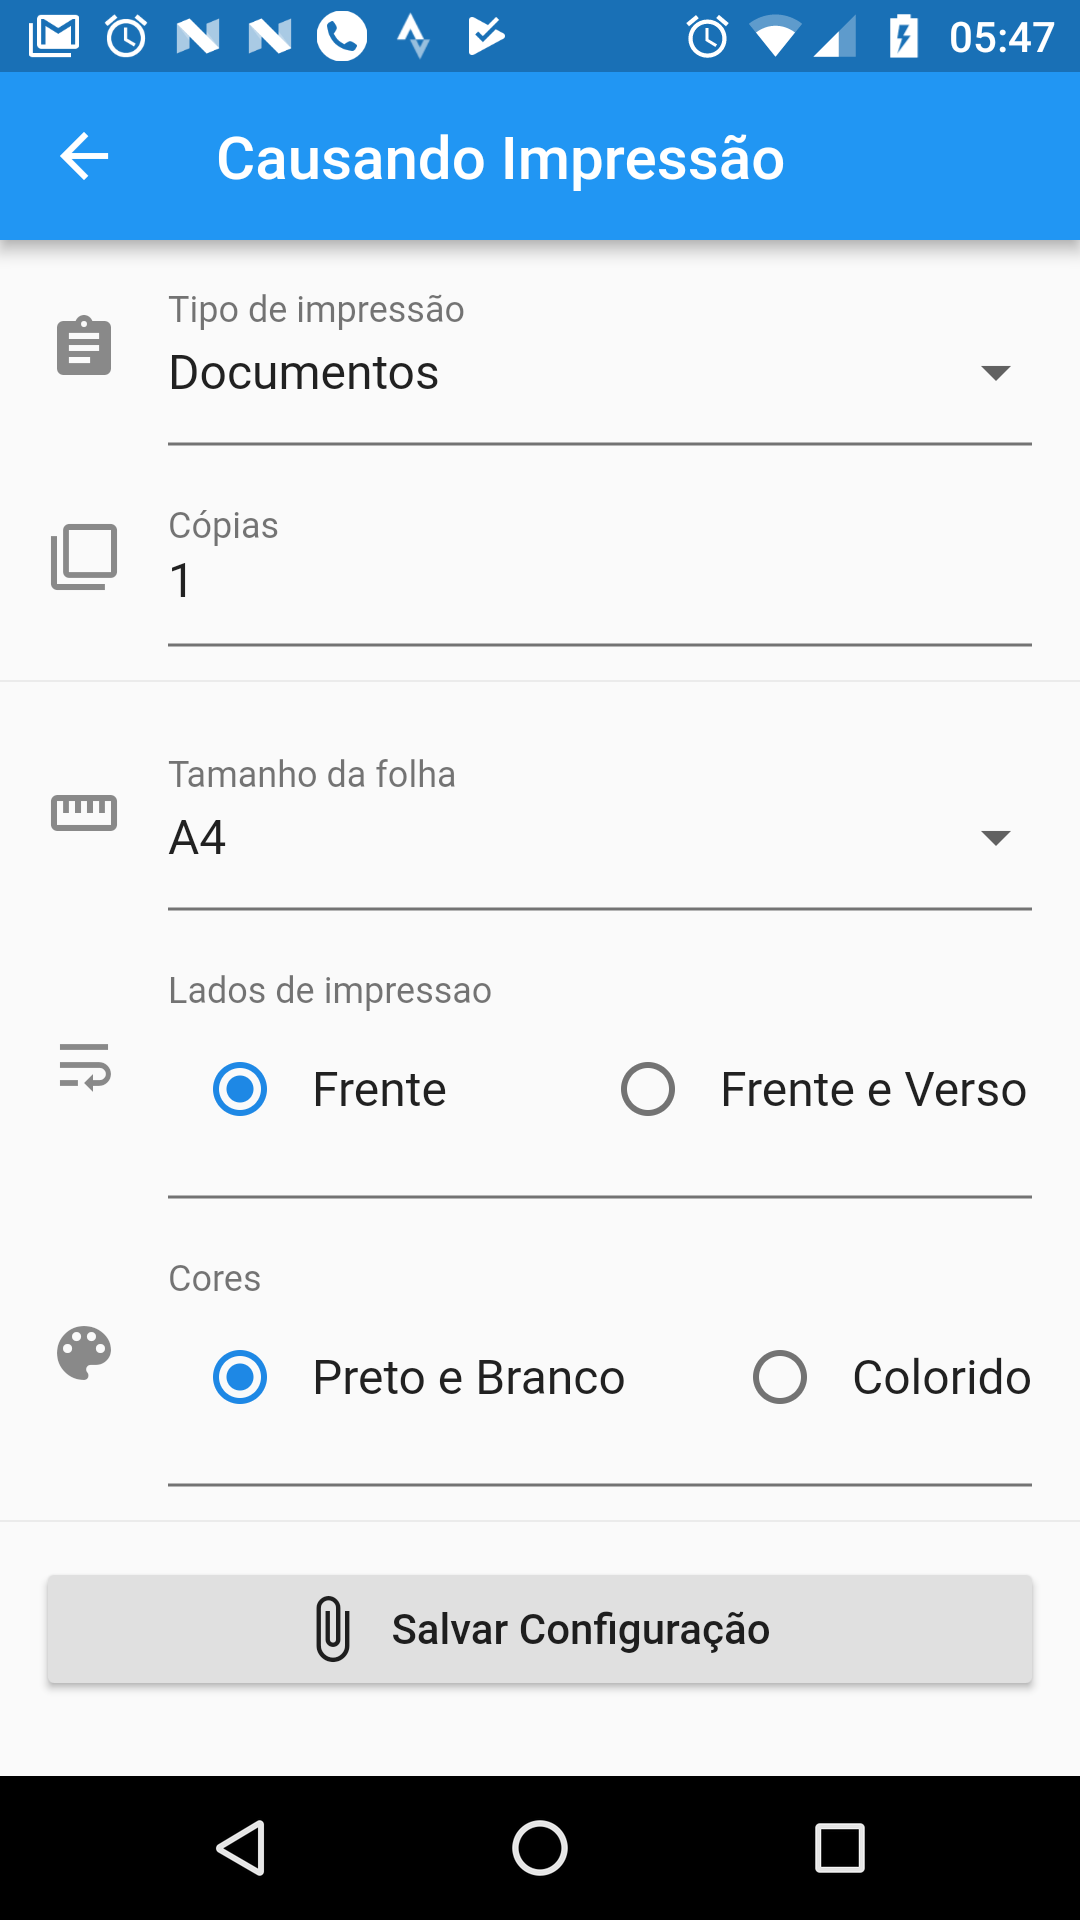 05:47
Causando Impressão
Tipo de impressão
Documentos
Cópias
1
Tamanho da folha
A4
Lados de impressao
Frente
Frente e Verso
Cores
Preto e Branco
Colorido
Salvar Configuração